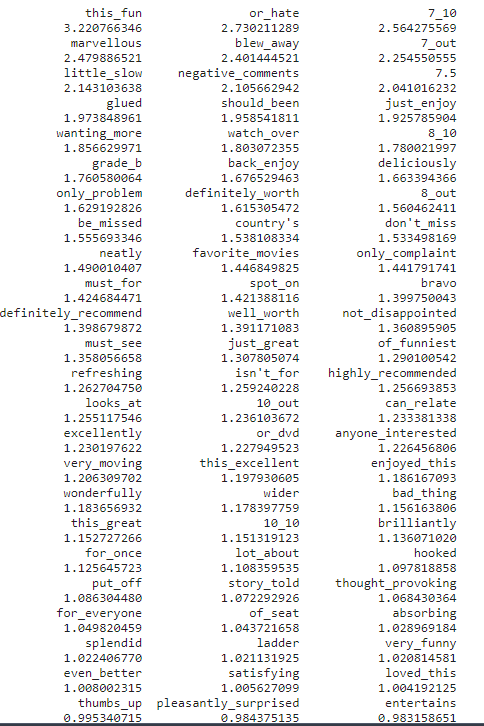 this_fun or_hate 7_10
3.220766346 2.730211289 2.564275569
marvellous blew_away 7_out
2.479886521 2.401444521 2.254550555
little_slow negative_comments 7.5
2.143103638 2.105662942 2.041016232
glued should_been just_enjoy
1.973848961 1.958541811 1.925785904
wanting_more watch_over 8_10
1.856629971 1.803072355 1.780021997
grade_b back_enjoy deliciously
1.760580064 1.676529463 1.663394366
only_problem definitely_worth 8_out
1.629192826 1.615305472 1.560462411
be_missed country's don't_miss
1.555693346 1.538108334 1.533498169
neatly favorite_movies only_complaint
1.490010407 1.446849825 1.441791741
must_for spot_on bravo
1.424684471 1.421388116 1.399750043
definitely_recommend well_worth not_disappointed
1.398679872 1.391171083 1.360895905
must_see just_great of_funniest
1.358056658 1.307805074 1.290100542
refreshing isn't_for highly_recommended
1.262704750 1.259240228 1.256693853
looks_at 10_out can_relate
1.255117546 1.236103672 1.233381338
excellently or_dvd anyone_interested
1.230197622 1.227949523 1.226456806
very_moving this_excellent enjoyed_this
1.206309702 1.197930605 1.186167093
wonderfully wider bad_thing
1.183656932 1.178397759 1.156163806
this_great 10_10 brilliantly
1.152727266 1.151319123 1.136071020
for_once lot_about hooked
1.125645723 1.108359535 1.097818858
put_off story_told thought_provoking
1.086304480 1.072292926 1.068430364
for_everyone of_seat absorbing
1.049820459 1.043721658 1.028969184
splendid ladder very_funny
1.022406770 1.021131925 1.020814581
even_better satisfying loved_this
1.008002315 1.005627099 1.004192125
thumbs_up pleasantly_surprised entertains
0.995340715 0.984375135 0.983158651